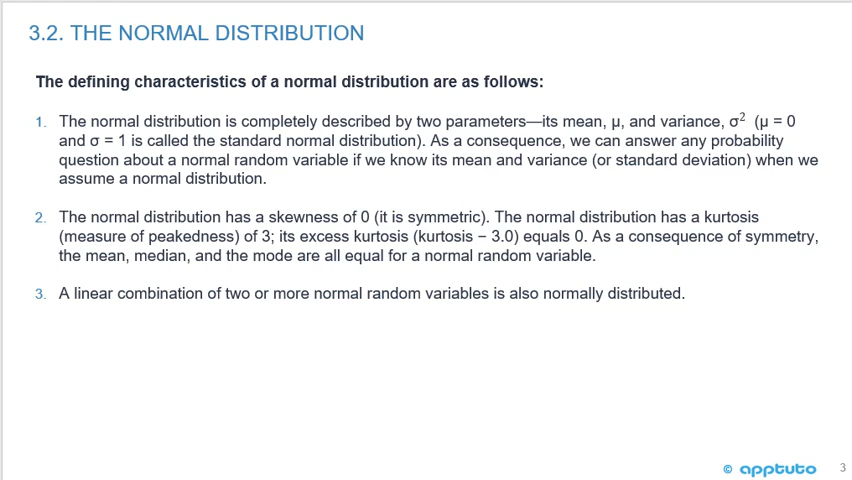 3.2. THE NORMAL DISTRIBUTION
The defining characteristics of a normal distribution are as follows:
1. The normal distribution is completely described by two parameters—its mean, μ, and variance, σ² (μ = 0
and σ = 1 is called the standard normal distribution). As a consequence, we can answer any probability
question about a normal random variable if we know its mean and variance (or standard deviation) when we
assume a normal distribution.
2. The normal distribution has a skewness of 0 (it is symmetric). The normal distribution has a kurtosis
(measure of peakedness) of 3; its excess kurtosis (kurtosis − 3.0) equals 0. As a consequence of symmetry,
the mean, median, and the mode are all equal for a normal random variable.
3. A linear combination of two or more normal random variables is also normally distributed.
© apptuto 3